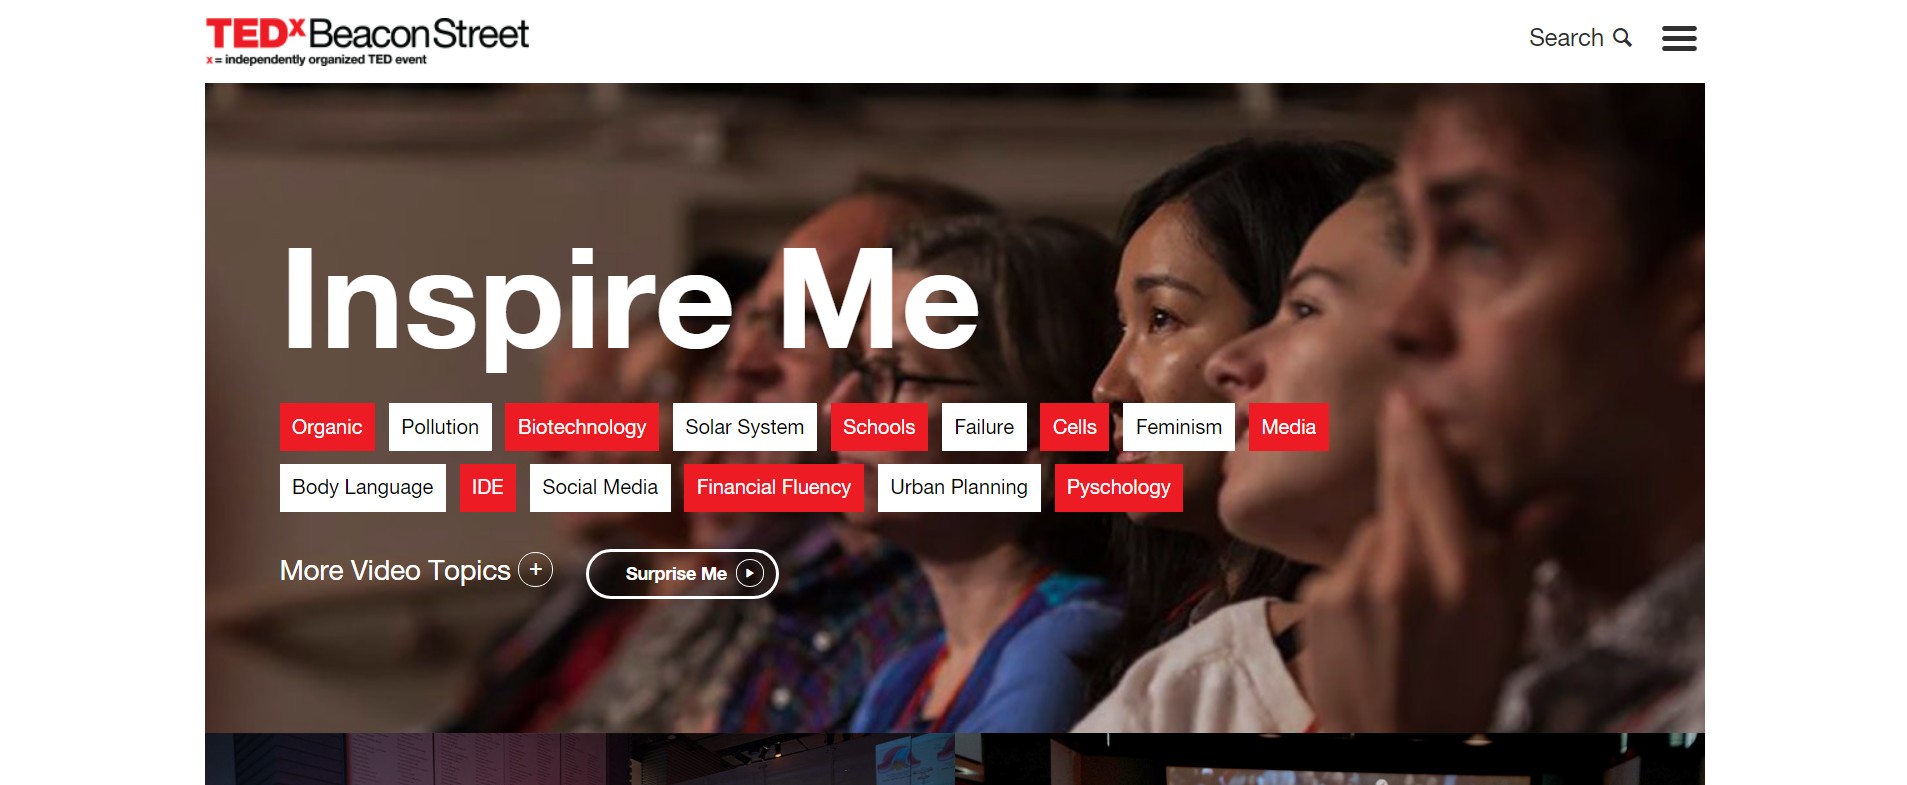 TEDxBeaconStreet
x = independently organized TED event
Search
Inspire Me
Organic Pollution Biotechnology Solar System Schools Failure Cells Feminism Media
Body Language IDE Social Media Financial Fluency Urban Planning Pyschology
More Video Topics +
Surprise Me